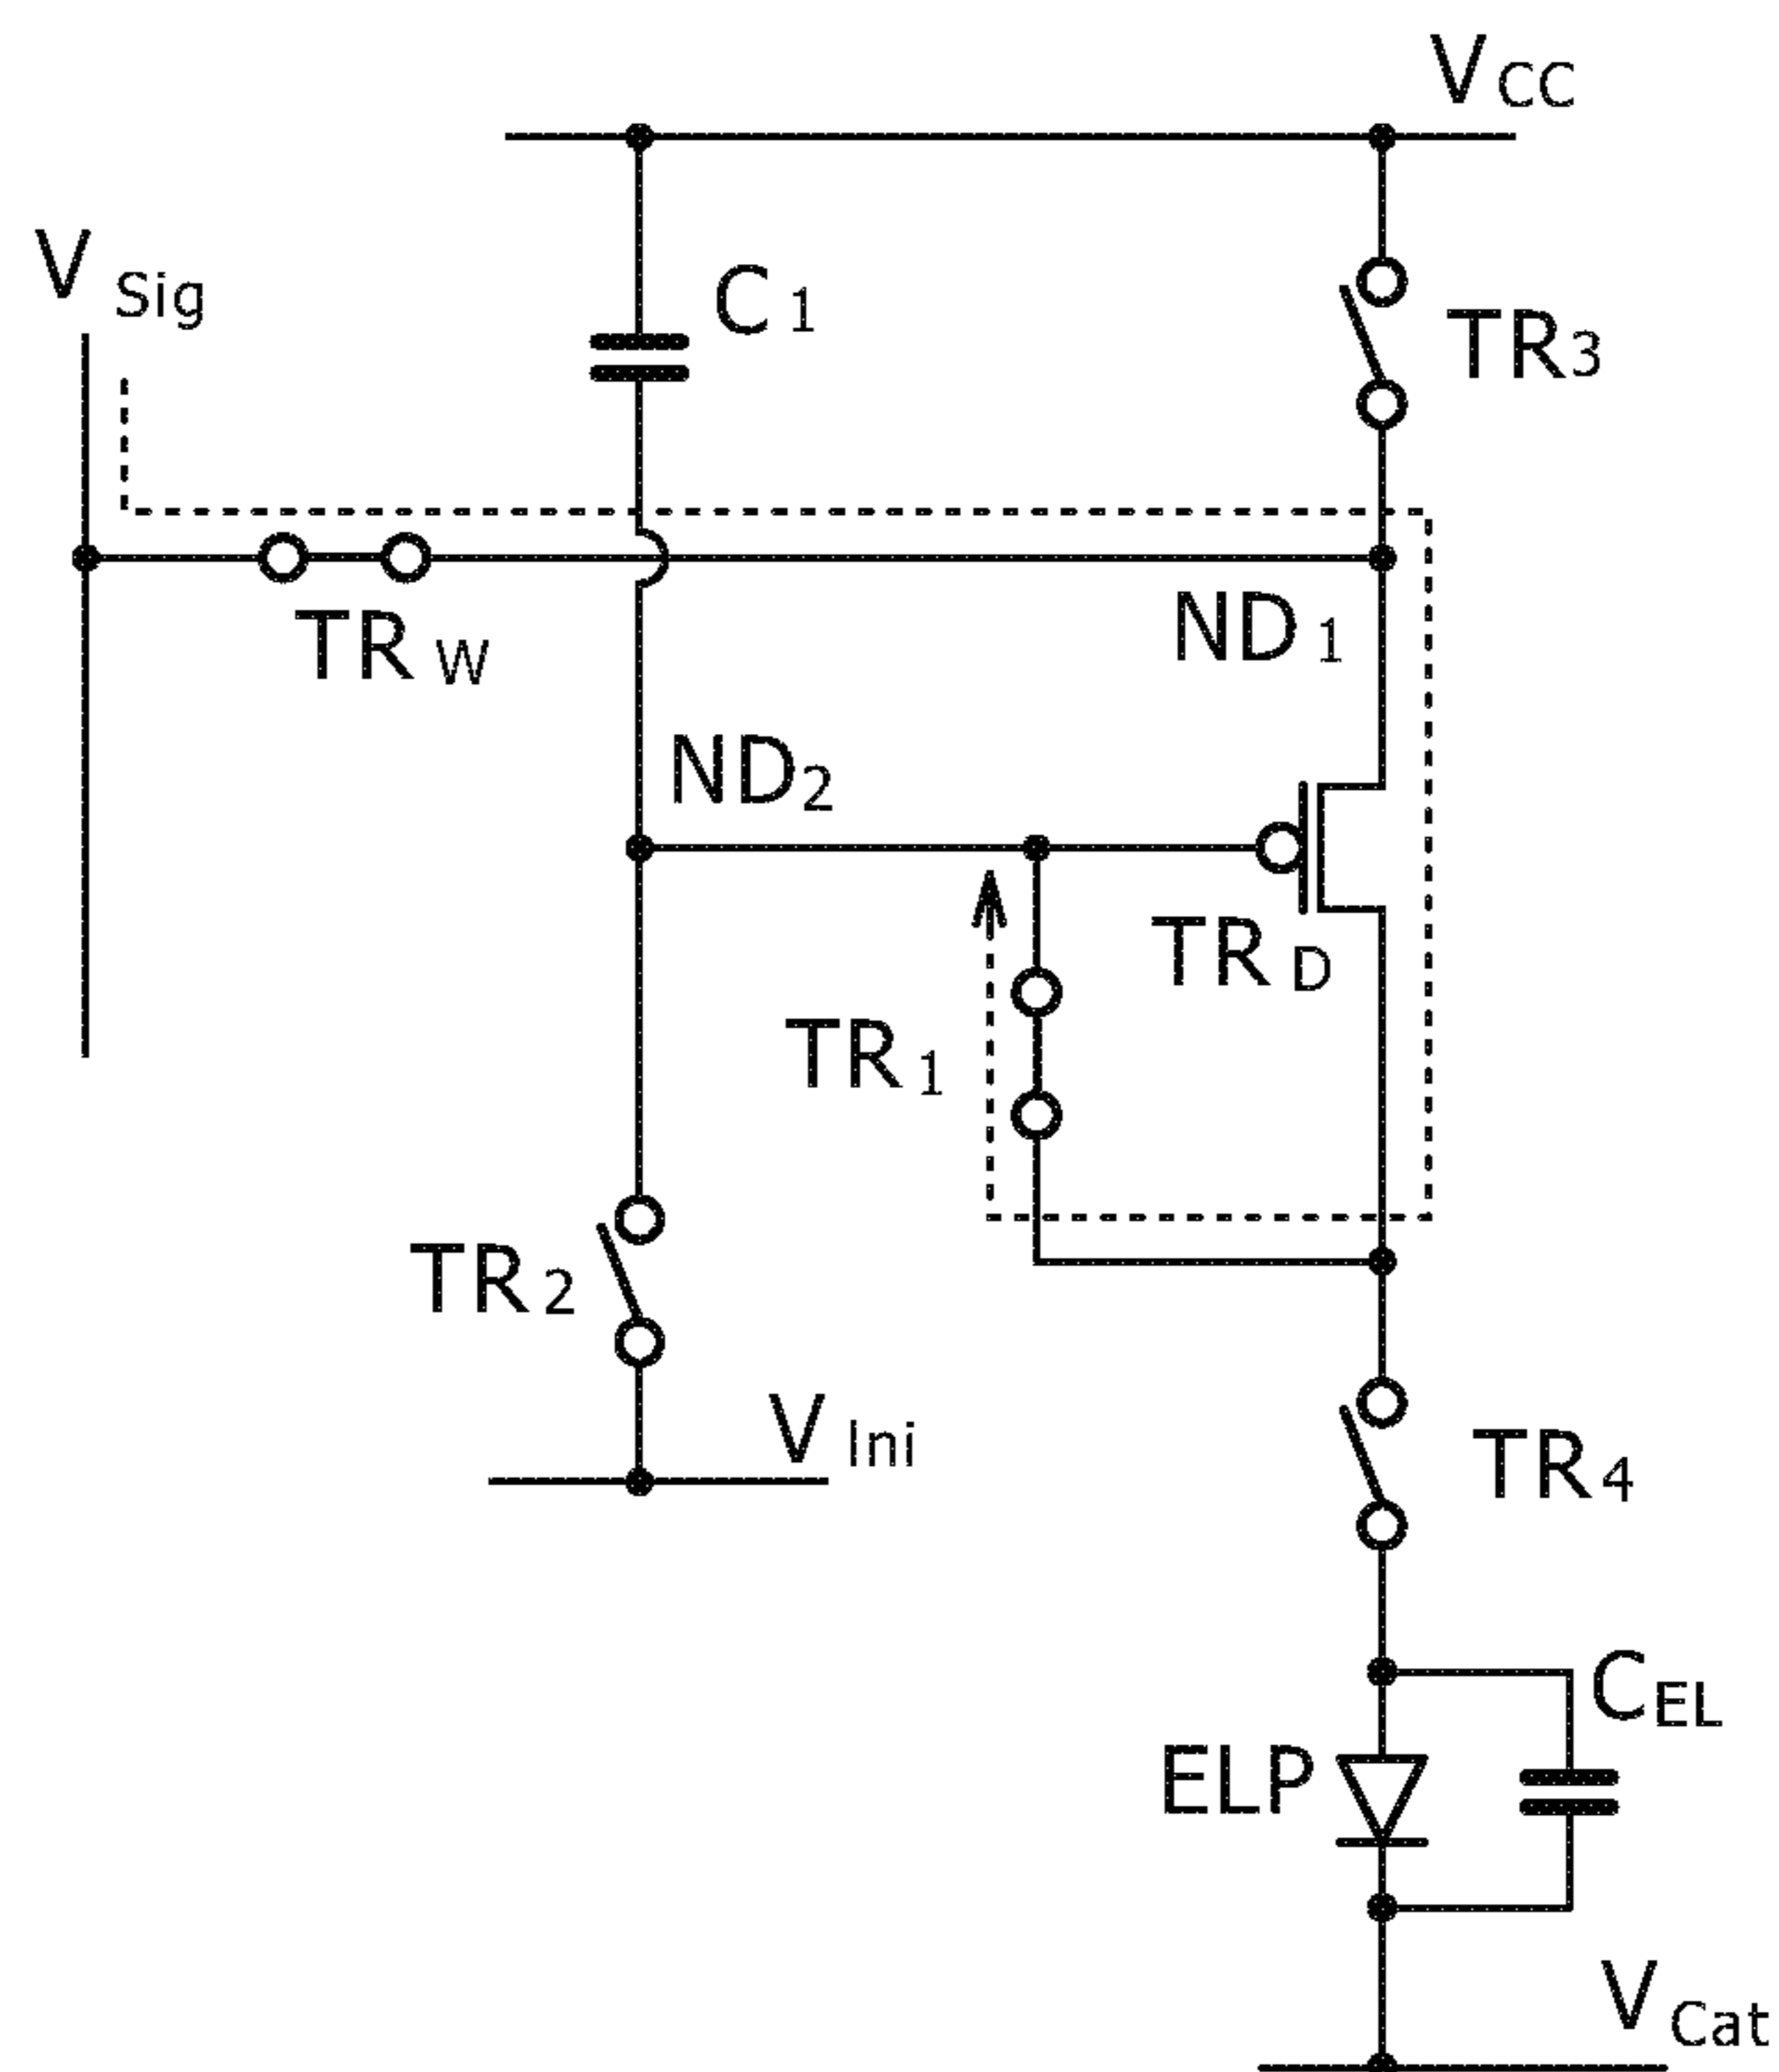 VCC
VSig
C1
TR3
TRW
ND1
ND2
TRD
TR1
TR2
VIni
TR4
CEL
ELP
VCat